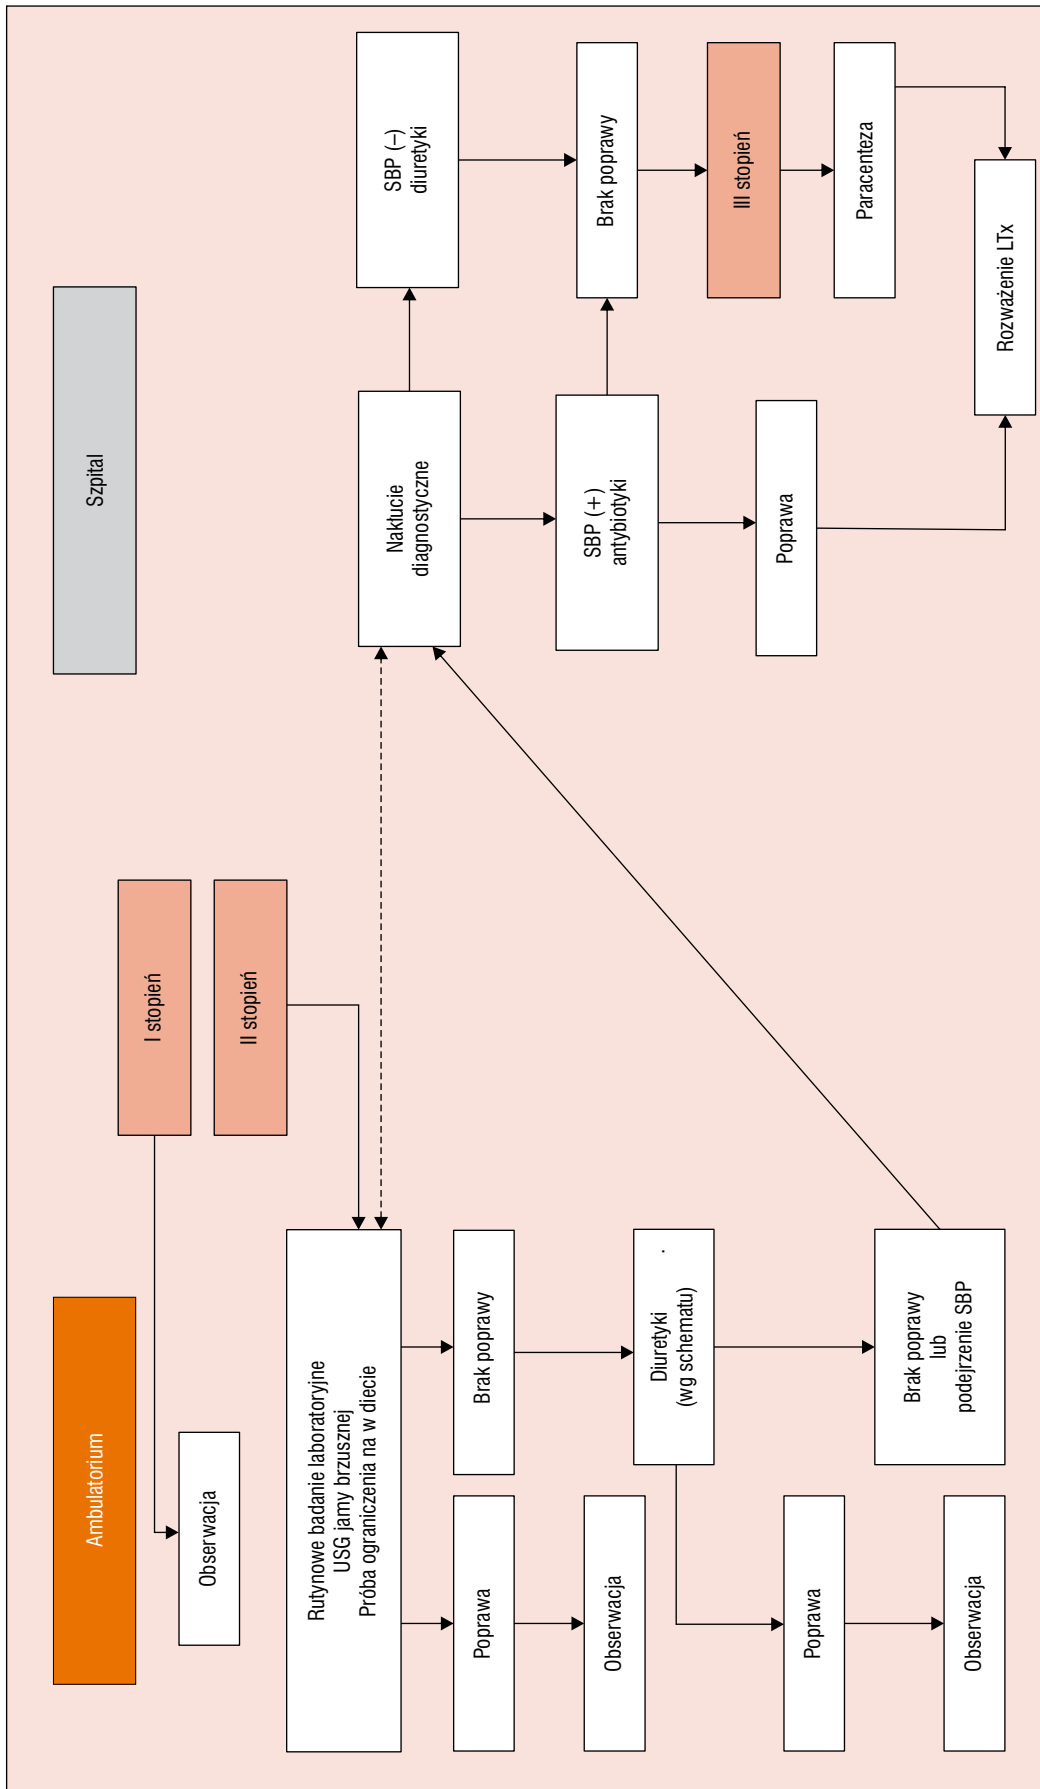 Ambulatorium
Szpital
I stopień
II stopień
Obserwacja
Rutynowe badanie laboratoryjne
USG jamy brzusznej
Próba ograniczenia na w diecie
Nakłucie
diagnostyczne
SBP (–)
diuretyki
Poprawa
Brak poprawy
Obserwacja
SBP (+)
antybiotyki
Brak poprawy
Diuretyki
(wg schematu)
III stopień
Poprawa
Poprawa
Paracenteza
Brak poprawy
lub
podejrzenie SBP
Obserwacja
Rozważenie LTx